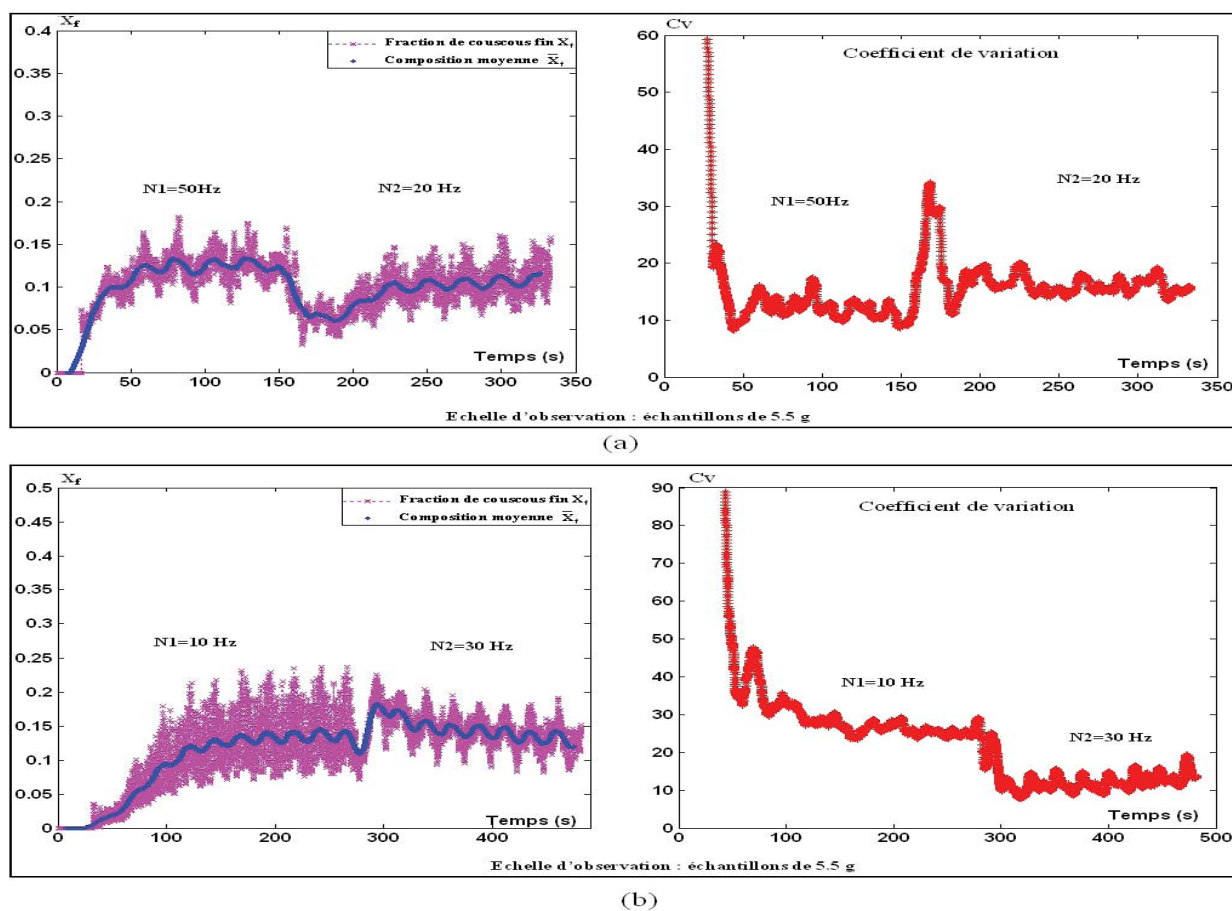 X_f
Fraction de couscous fin X_f
Composition moyenne X̅_f
0.4
0.35
0.3
0.25
0.2
0.15
0.1
0.05
0
N1=50Hz
N2=20 Hz
Temps (s)
0 50 100 150 200 250 300 350
Cv
Coefficient de variation
60
50
40
30
20
10
0
N1=50Hz
N2=20 Hz
Temps (s)
0 50 100 150 200 250 300 350
Echelle d'observation : échantillons de 5.5 g
(a)
X_f
Fraction de couscous fin X_f
Composition moyenne X̅_f
0.5
0.45
0.4
0.35
0.3
0.25
0.2
0.15
0.1
0.05
0
N1=10 Hz
N2=30 Hz
Temps (s)
0 100 200 300 400
Cv
Coefficient de variation
90
80
70
60
50
40
30
20
10
0
N1=10 Hz
N2=30 Hz
Temps (s)
0 100 200 300 400 500
Echelle d'observation : échantillons de 5.5 g
(b)